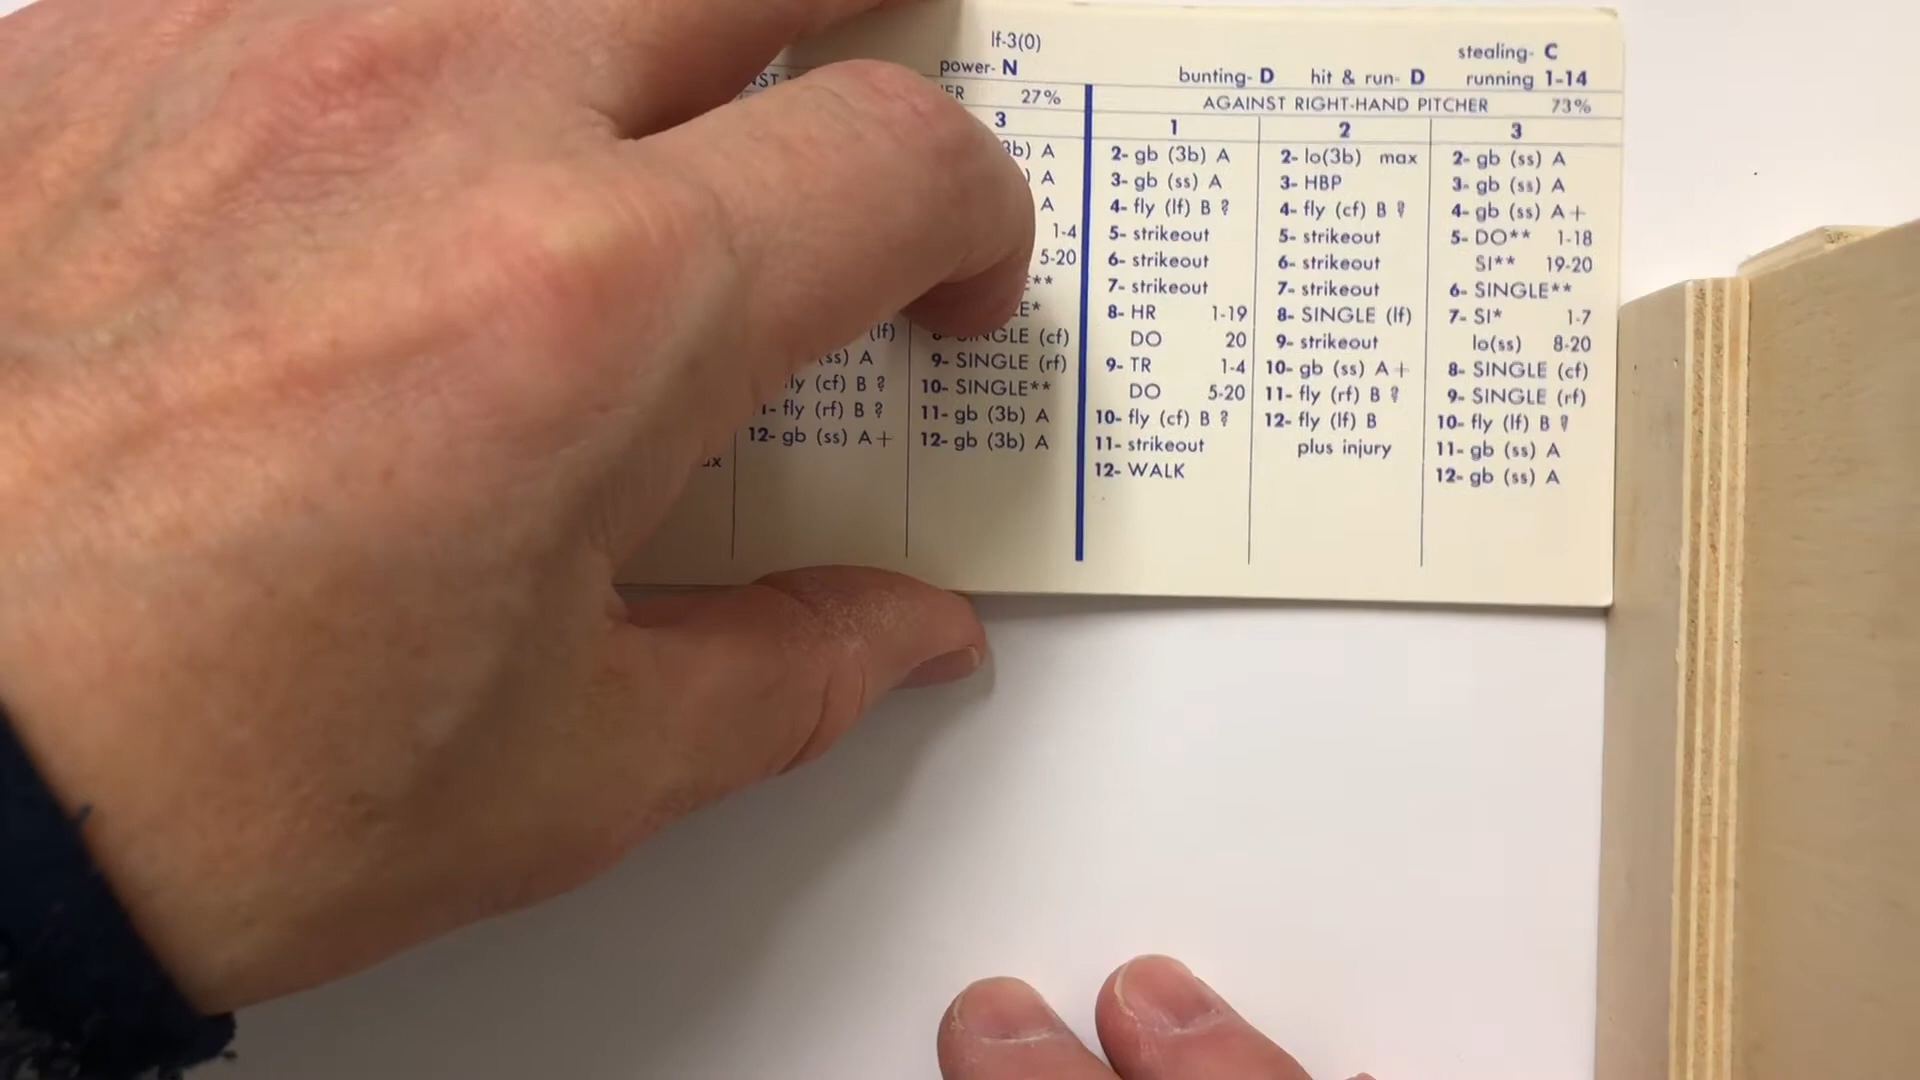 lf-3(0)
power- N
bunting- D hit & run- D
stealing- C
running 1-14
27%
3
A
A
A
1-4
5-20
(lf)
(ss) A
(cf) B ?
fly (rf) B ?
12- gb (ss) A+
SINGLE (cf)
9- SINGLE (rf)
10- SINGLE**
11- gb (3b) A
12- gb (3b) A
AGAINST RIGHT-HAND PITCHER 73%
1
2- gb (3b) A
3- gb (ss) A
4- fly (lf) B ?
5- strikeout
6- strikeout
7- strikeout
8- HR 1-19
DO 20
9- TR 1-4
DO 5-20
10- fly (cf) B ?
11- strikeout
12- WALK
2
2- lo(3b) max
3- HBP
4- fly (cf) B ?
5- strikeout
6- strikeout
7- strikeout
8- SINGLE (lf)
9- strikeout
10- gb (ss) A+
11- fly (rf) B ?
12- fly (lf) B
plus injury
3
2- gb (ss) A
3- gb (ss) A
4- gb (ss) A+
5- DO** 1-18
SI** 19-20
6- SINGLE**
7- SI* 1-7
lo(ss) 8-20
8- SINGLE (cf)
9- SINGLE (rf)
10- fly (lf) B ?
11- gb (ss) A
12- gb (ss) A